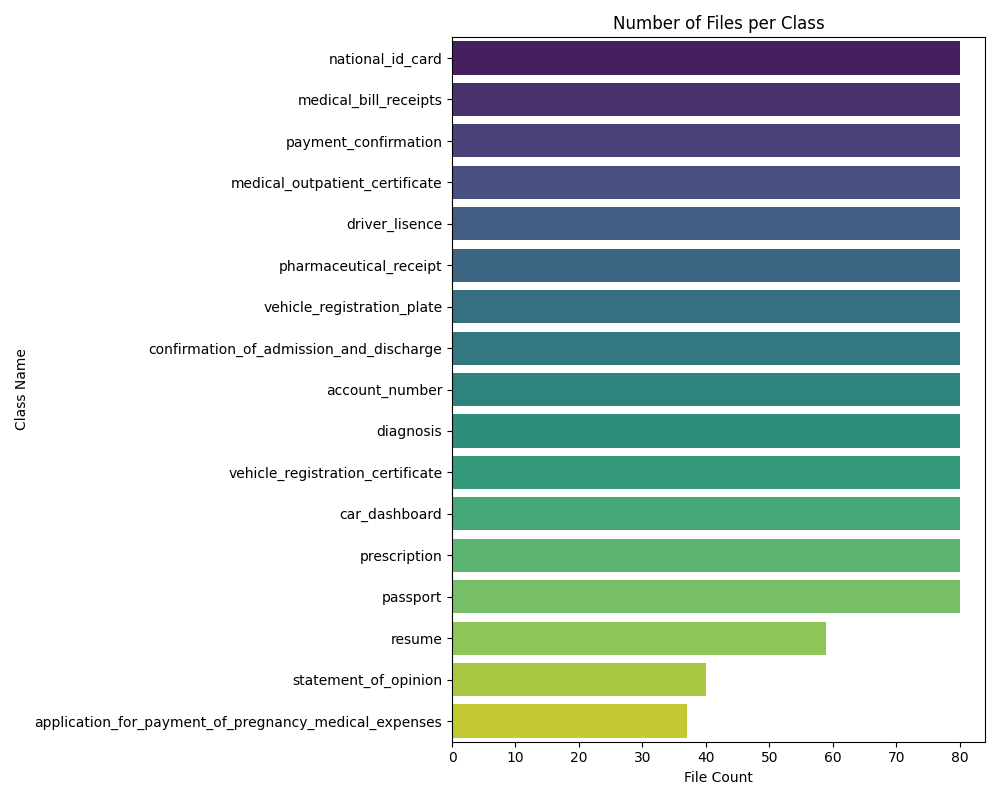 Number of Files per Class
national_id_card
medical_bill_receipts
payment_confirmation
medical_outpatient_certificate
driver_lisence
pharmaceutical_receipt
vehicle_registration_plate
confirmation_of_admission_and_discharge
account_number
diagnosis
vehicle_registration_certificate
car_dashboard
prescription
passport
resume
statement_of_opinion
application_for_payment_of_pregnancy_medical_expenses
Class Name
0 10 20 30 40 50 60 70 80
File Count